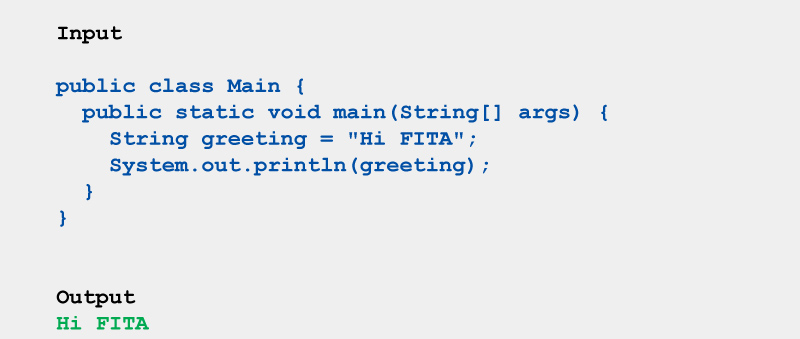 Input
public class Main {
  public static void main(String[] args) {
    String greeting = "Hi FITA";
    System.out.println(greeting);
  }
}
Output
Hi FITA